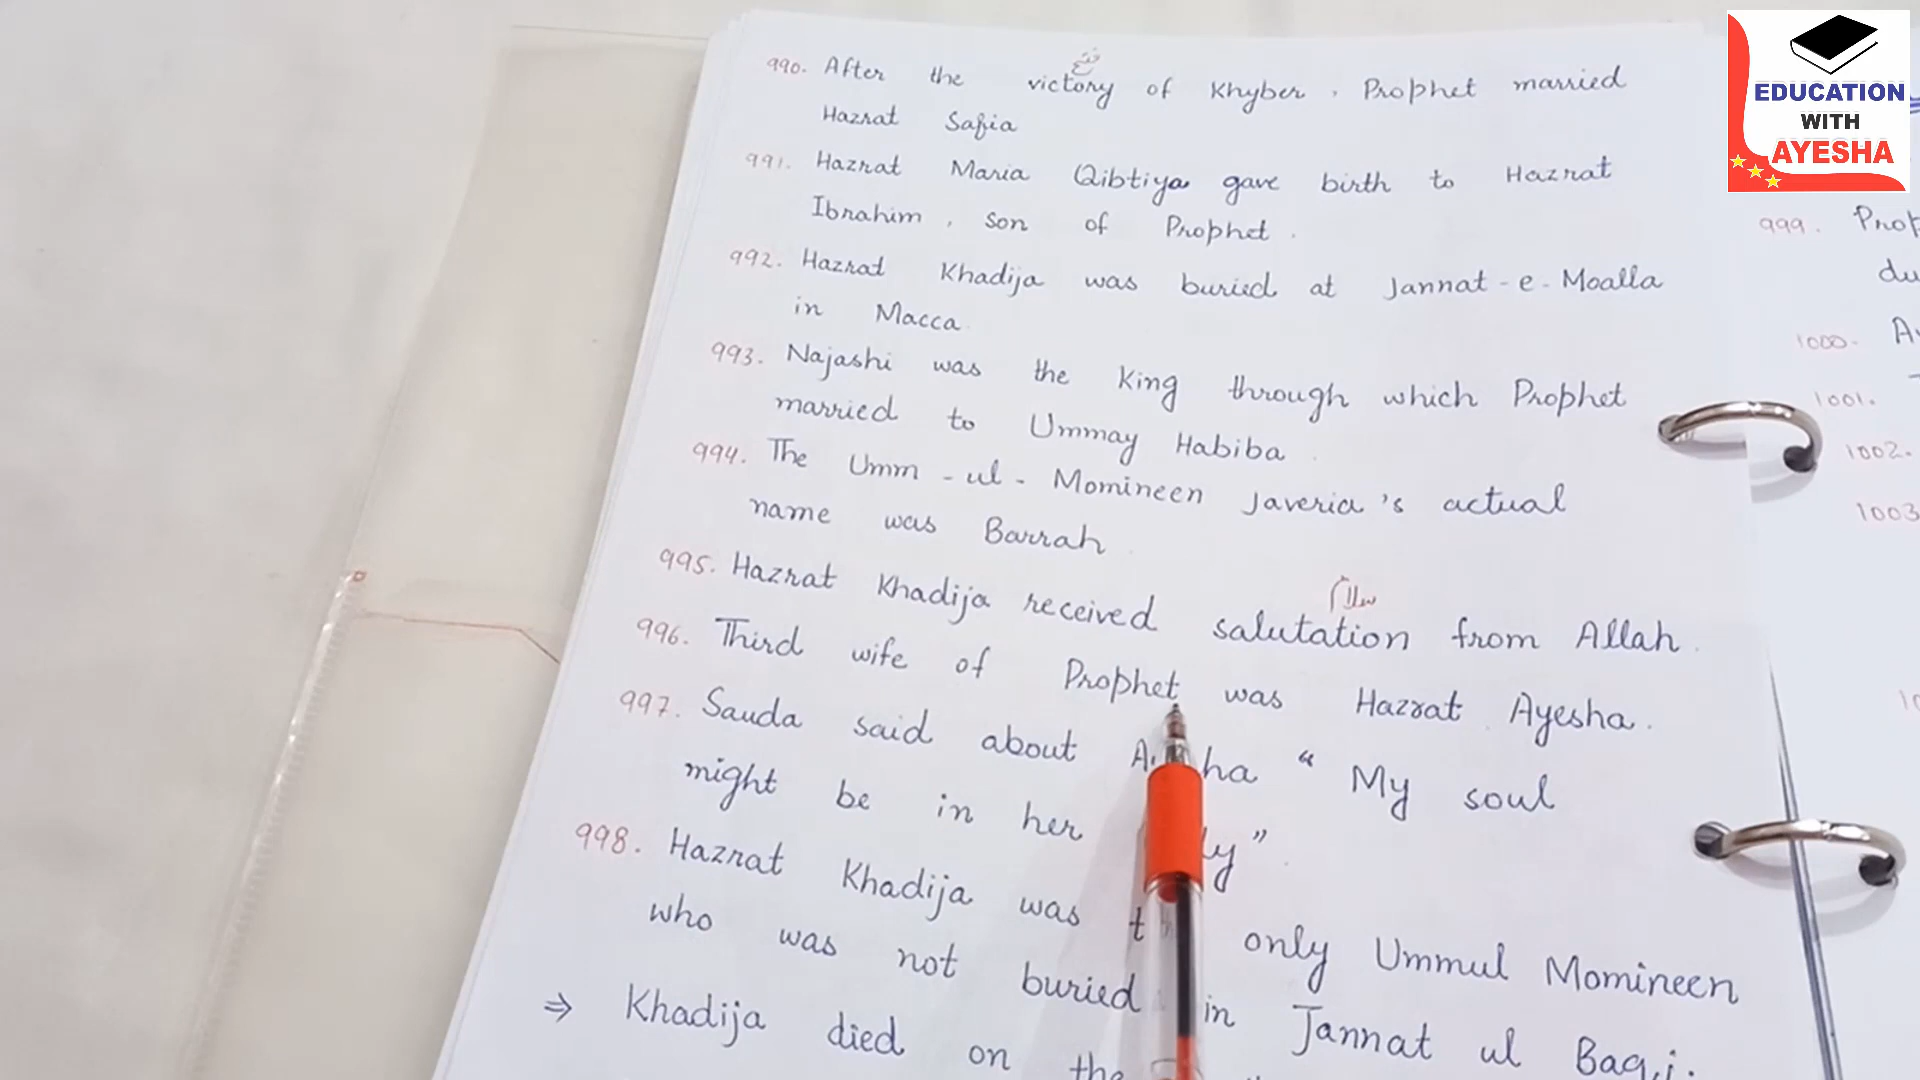 990. After the victory of Khyber, Prophet married
فتح
Hazrat Safia
991. Hazrat Maria Qibtiya gave birth to Hazrat
Ibrahim, son of Prophet.
992. Hazrat Khadija was buried at Jannat-e-Moalla
in Macca.
993. Najashi was the King through which Prophet
married to Ummay Habiba.
994. The Umm-ul-Momineen Javeria's actual
name was Barrah.
995. Hazrat Khadija received salutation from Allah.
سلام
996. Third wife of Prophet was Hazrat Ayesha.
997. Sauda said about "My soul
might be in her "
998. Hazrat Khadija was only Ummul Momineen
who was not buried in Jannat ul Baqi.
⇒ Khadija died on the
EDUCATION
WITH
AYESHA
999.
1000.
1001.
1002.
1003